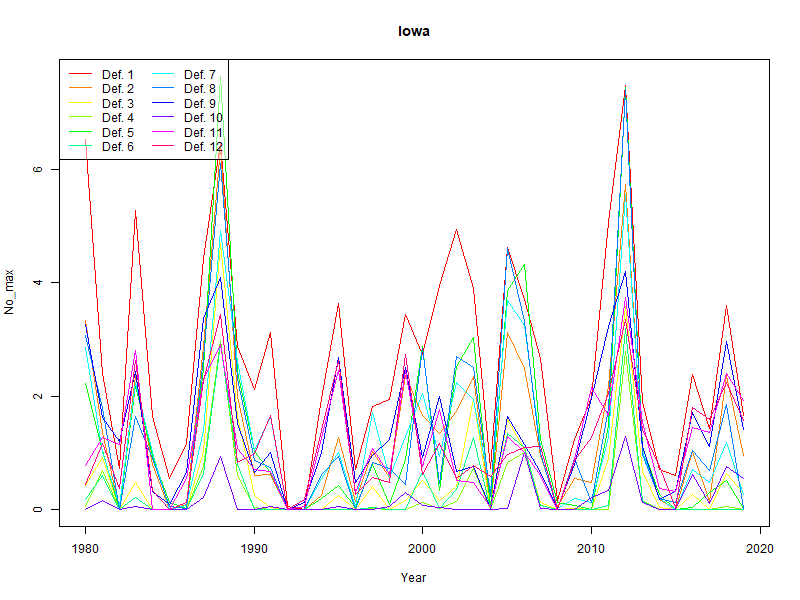 Iowa
Def. 1 Def. 7
Def. 2 Def. 8
Def. 3 Def. 9
Def. 4 Def. 10
Def. 5 Def. 11
Def. 6 Def. 12
No_max
6
4
2
0
1980 1990 2000 2010 2020
Year